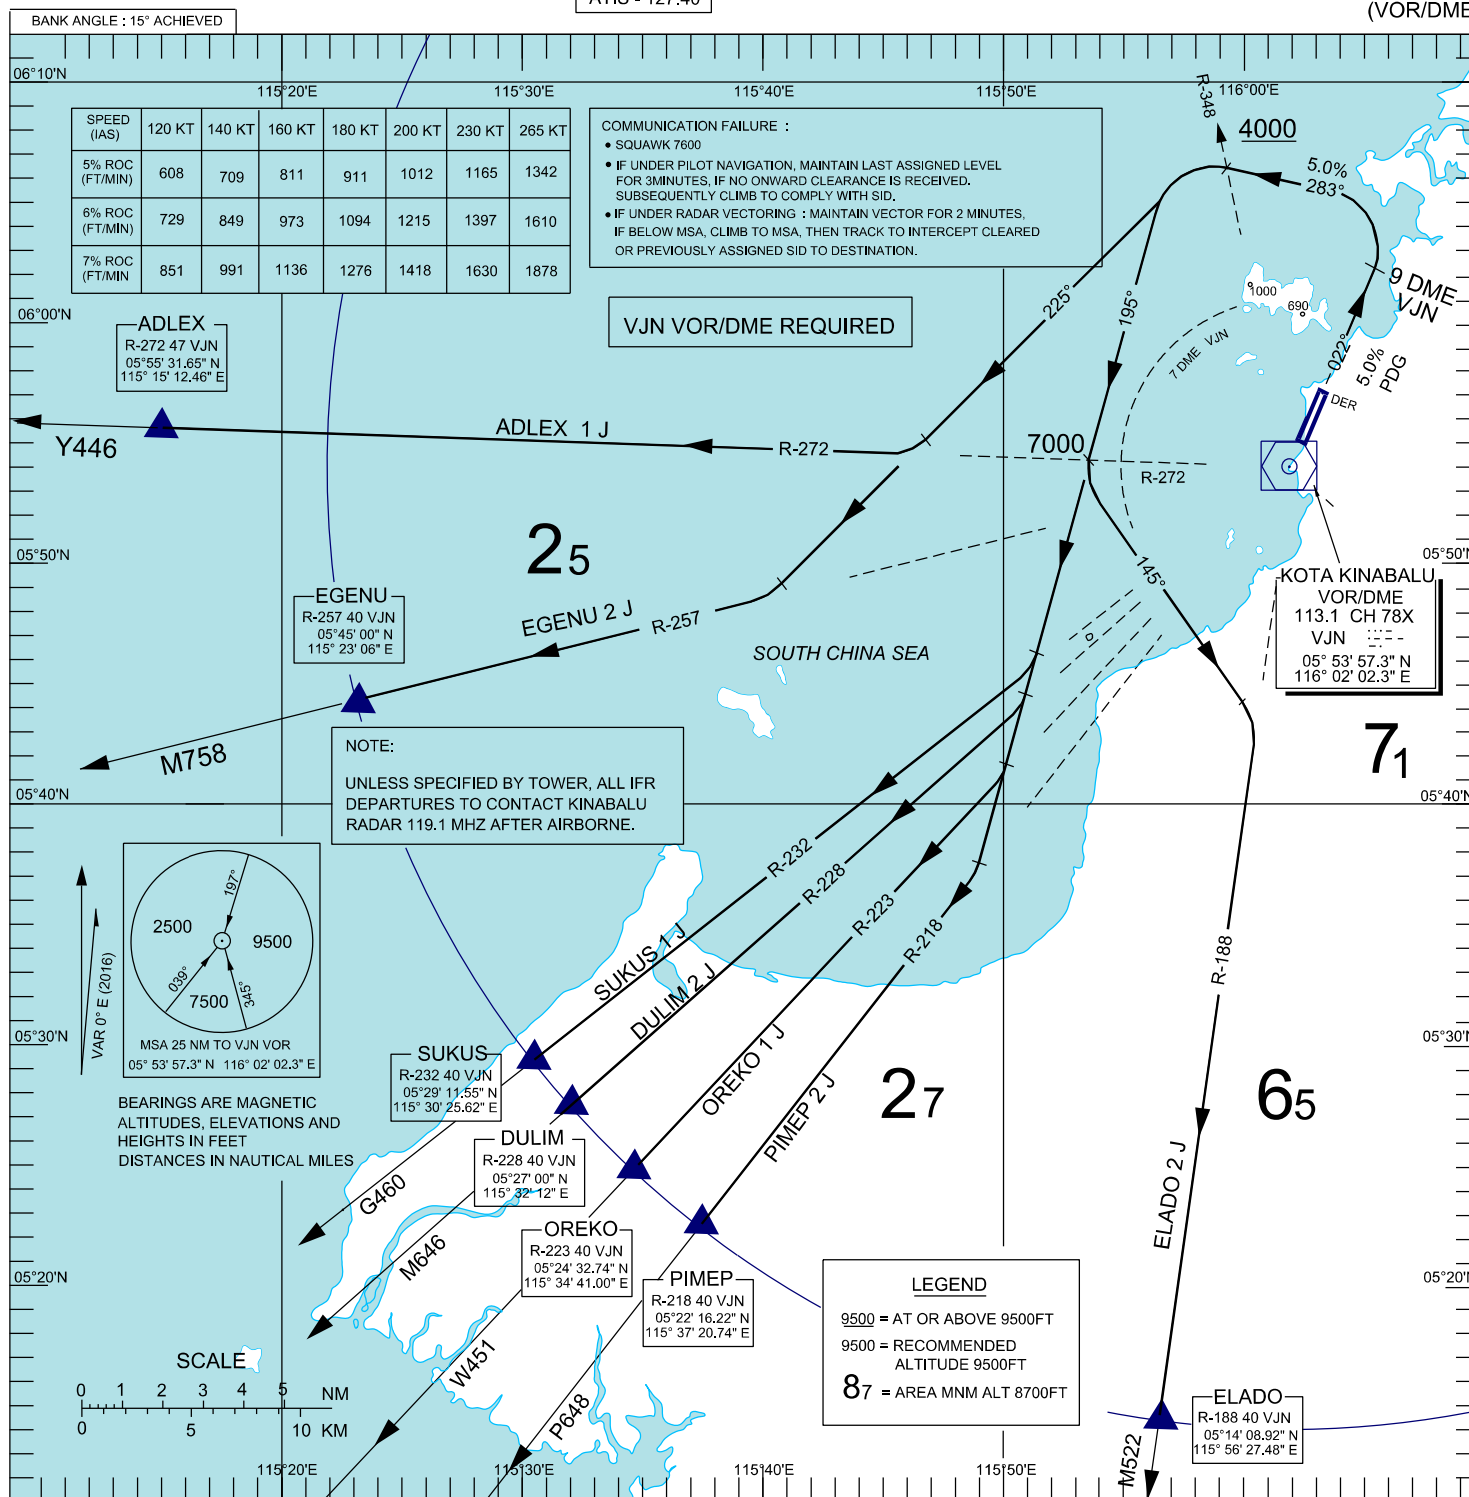 BANK ANGLE : 15° ACHIEVED
(VOR/DME
06°10'N
115°20'E
115°30'E
115°40'E
115°50'E
116°00'E
SPEED (IAS) 120 KT 140 KT 160 KT 180 KT 200 KT 230 KT 265 KT
5% ROC (FT/MIN) 608 709 811 911 1012 1165 1342
6% ROC (FT/MIN) 729 849 973 1094 1215 1397 1610
7% ROC (FT/MIN 851 991 1136 1276 1418 1630 1878
COMMUNICATION FAILURE :
• SQUAWK 7600
• IF UNDER PILOT NAVIGATION, MAINTAIN LAST ASSIGNED LEVEL
FOR 3MINUTES, IF NO ONWARD CLEARANCE IS RECEIVED.
SUBSEQUENTLY CLIMB TO COMPLY WITH SID.
• IF UNDER RADAR VECTORING : MAINTAIN VECTOR FOR 2 MINUTES,
IF BELOW MSA, CLIMB TO MSA, THEN TRACK TO INTERCEPT CLEARED
OR PREVIOUSLY ASSIGNED SID TO DESTINATION.
R-348
4000
5.0%
283°
9 DME
VJN
1000
690
022°
5.0%
PDG
DER
7 DME VJN
225°
195°
06°00'N
VJN VOR/DME REQUIRED
ADLEX
R-272 47 VJN
05°55' 31.65" N
115° 15' 12.46" E
Y446
ADLEX 1 J
R-272
7000
R-272
25
05°50'N
05°50'N
145°
KOTA KINABALU
VOR/DME
113.1 CH 78X
VJN
05° 53' 57.3" N
116° 02' 02.3" E
EGENU
R-257 40 VJN
05°45' 00" N
115° 23' 06" E
EGENU 2 J
R-257
SOUTH CHINA SEA
M758
71
NOTE:
UNLESS SPECIFIED BY TOWER, ALL IFR
DEPARTURES TO CONTACT KINABALU
RADAR 119.1 MHZ AFTER AIRBORNE.
05°40'N
05°40'N
R-232
R-228
R-223
R-218
R-188
VAR 0° E (2016)
197°
2500
9500
039°
7500
345°
MSA 25 NM TO VJN VOR
05° 53' 57.3" N 116° 02' 02.3" E
SUKUS 1 J
DULIM 2 J
OREKO 1 J
PIMEP 2 J
ELADO 2 J
05°30'N
05°30'N
27
65
BEARINGS ARE MAGNETIC
ALTITUDES, ELEVATIONS AND
HEIGHTS IN FEET
DISTANCES IN NAUTICAL MILES
SUKUS
R-232 40 VJN
05°29' 11.55" N
115° 30' 25.62" E
DULIM
R-228 40 VJN
05°27' 00" N
115° 32' 12" E
OREKO
R-223 40 VJN
05°24' 32.74" N
115° 34' 41.00" E
PIMEP
R-218 40 VJN
05°22' 16.22" N
115° 37' 20.74" E
G460
M646
W451
P648
05°20'N
05°20'N
LEGEND
9500 = AT OR ABOVE 9500FT
9500 = RECOMMENDED
ALTITUDE 9500FT
87 = AREA MNM ALT 8700FT
SCALE
0 1 2 3 4 5 NM
0 5 10 KM
ELADO
R-188 40 VJN
05°14' 08.92" N
115° 56' 27.48" E
M522
115°20'E
115°30'E
115°40'E
115°50'E